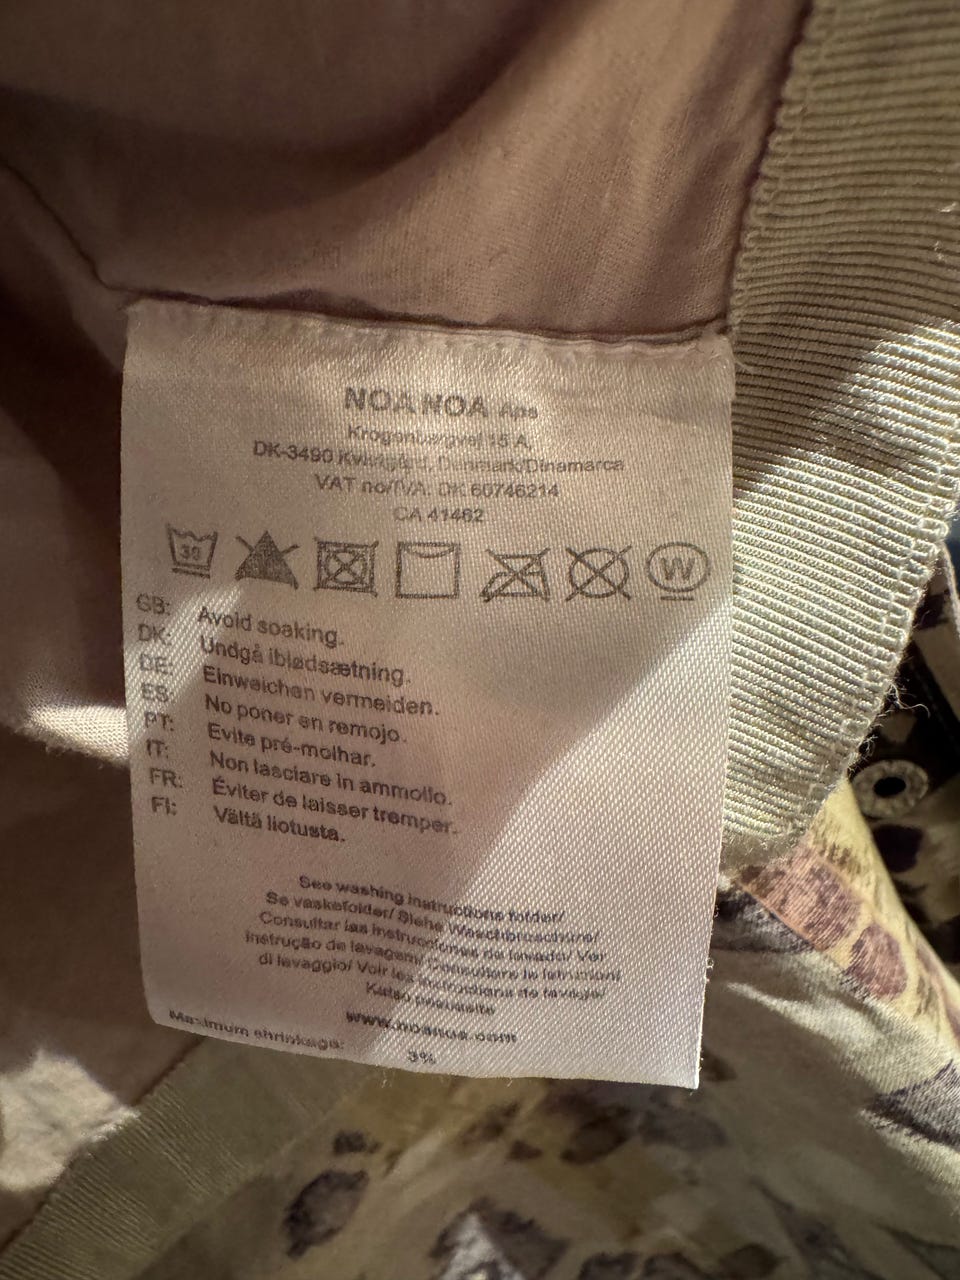 NOA NOA Aps
Krogenbergvej 15 A,
DK-3490 Kvistgård, Denmark/Dinamarca
VAT no/IVA: DK 60746214
CA 41462
30
W
GB: Avoid soaking.
DK: Undgå iblødsætning.
DE: Einweichen vermeiden.
ES: No poner en remojo.
PT: Evite pré-molhar.
IT: Non lasciare in ammollo.
FR: Éviter de laisser tremper.
FI: Vältä liotusta.
See washing instructions folder/
Se vaskefolder/ Siehe Waschbroschüre/
Consultar las instrucciones de lavado/ Ver
instrução de lavagem/ Consultare le istruzioni
di lavaggio/ Voir les instructions de lavage/
Katso pesuesite
www.noanoa.com
Maximum shrinkage: 3%